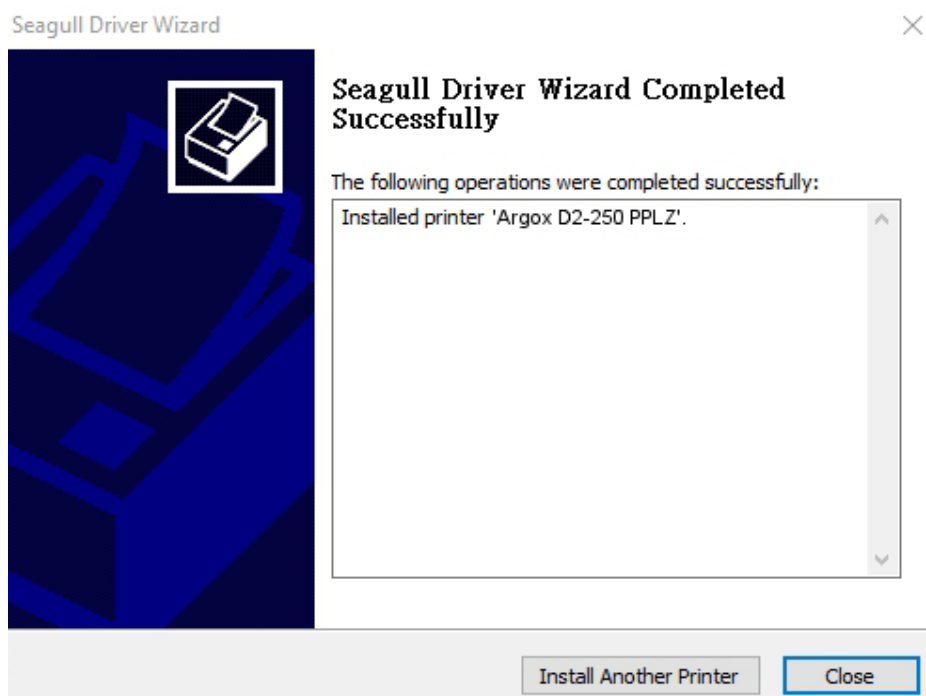 Seagull Driver Wizard
Seagull Driver Wizard Completed
Successfully
The following operations were completed successfully:
Installed printer 'Argox D2-250 PPLZ'.
Install Another Printer
Close